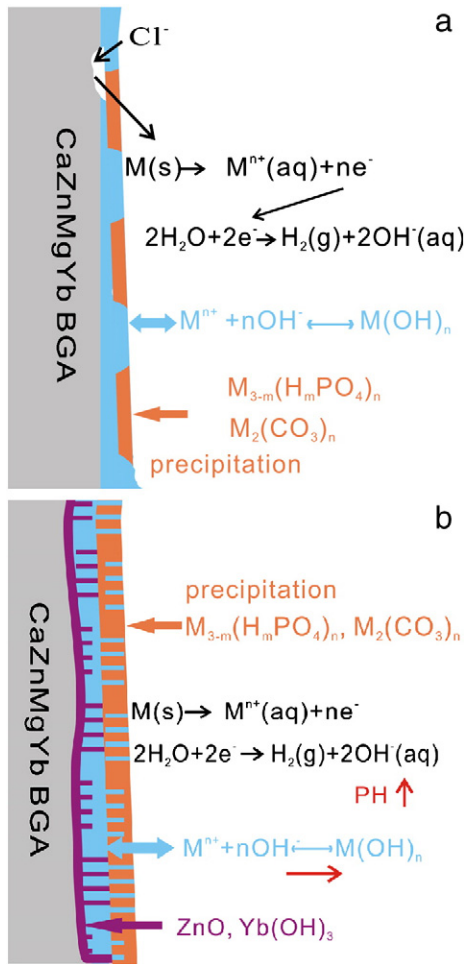 a
Cl⁻
CaZnMgYb BGA
M(s)→ Mⁿ⁺(aq)+ne⁻
2H₂O+2e⁻→H₂(g)+2OH⁻(aq)
Mⁿ⁺ +nOH⁻ ⟷ M(OH)ₙ
M₃₋ₘ(HₘPO₄)ₙ
M₂(CO₃)ₙ
precipitation
b
CaZnMgYb BGA
precipitation
M₃₋ₘ(HₘPO₄)ₙ, M₂(CO₃)ₙ
M(s)→ Mⁿ⁺(aq)+ne⁻
2H₂O+2e⁻→H₂(g)+2OH⁻(aq)
PH ↑
Mⁿ⁺+nOH⁻⟷M(OH)ₙ
→
ZnO, Yb(OH)₃